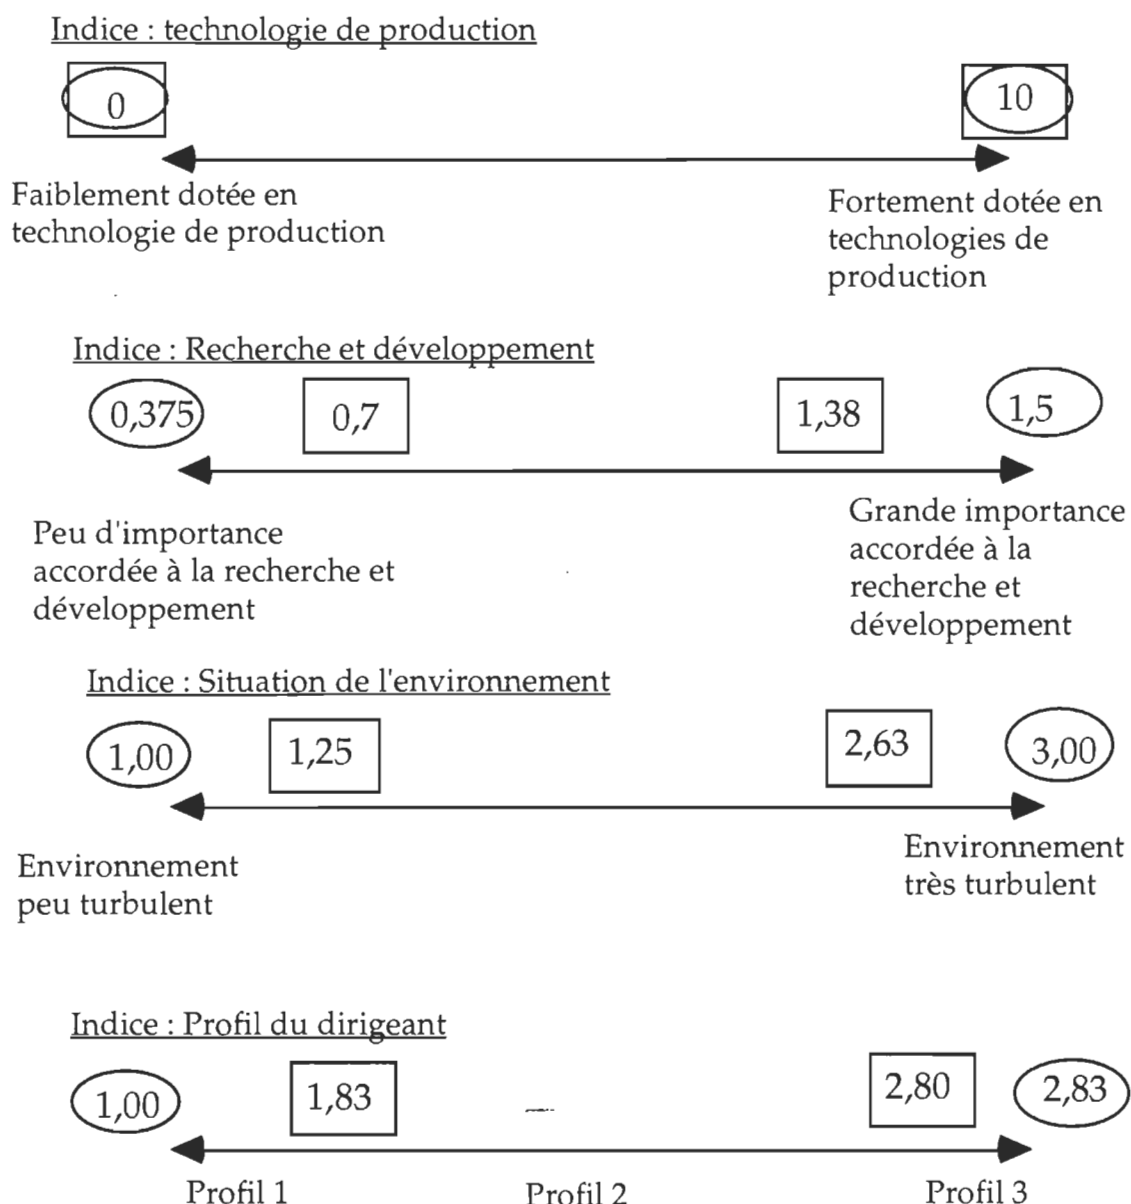 Indice : technologie de production
0 10
Faiblement dotée en
technologie de production
Fortement dotée en
technologies de
production
Indice : Recherche et développement
0,375 0,7 1,38 1,5
Peu d'importance
accordée à la recherche et
développement
Grande importance
accordée à la
recherche et
développement
Indice : Situation de l'environnement
1,00 1,25 2,63 3,00
Environnement
peu turbulent
Environnement
très turbulent
Indice : Profil du dirigeant
1,00 1,83 2,80 2,83
Profil 1 Profil 2 Profil 3